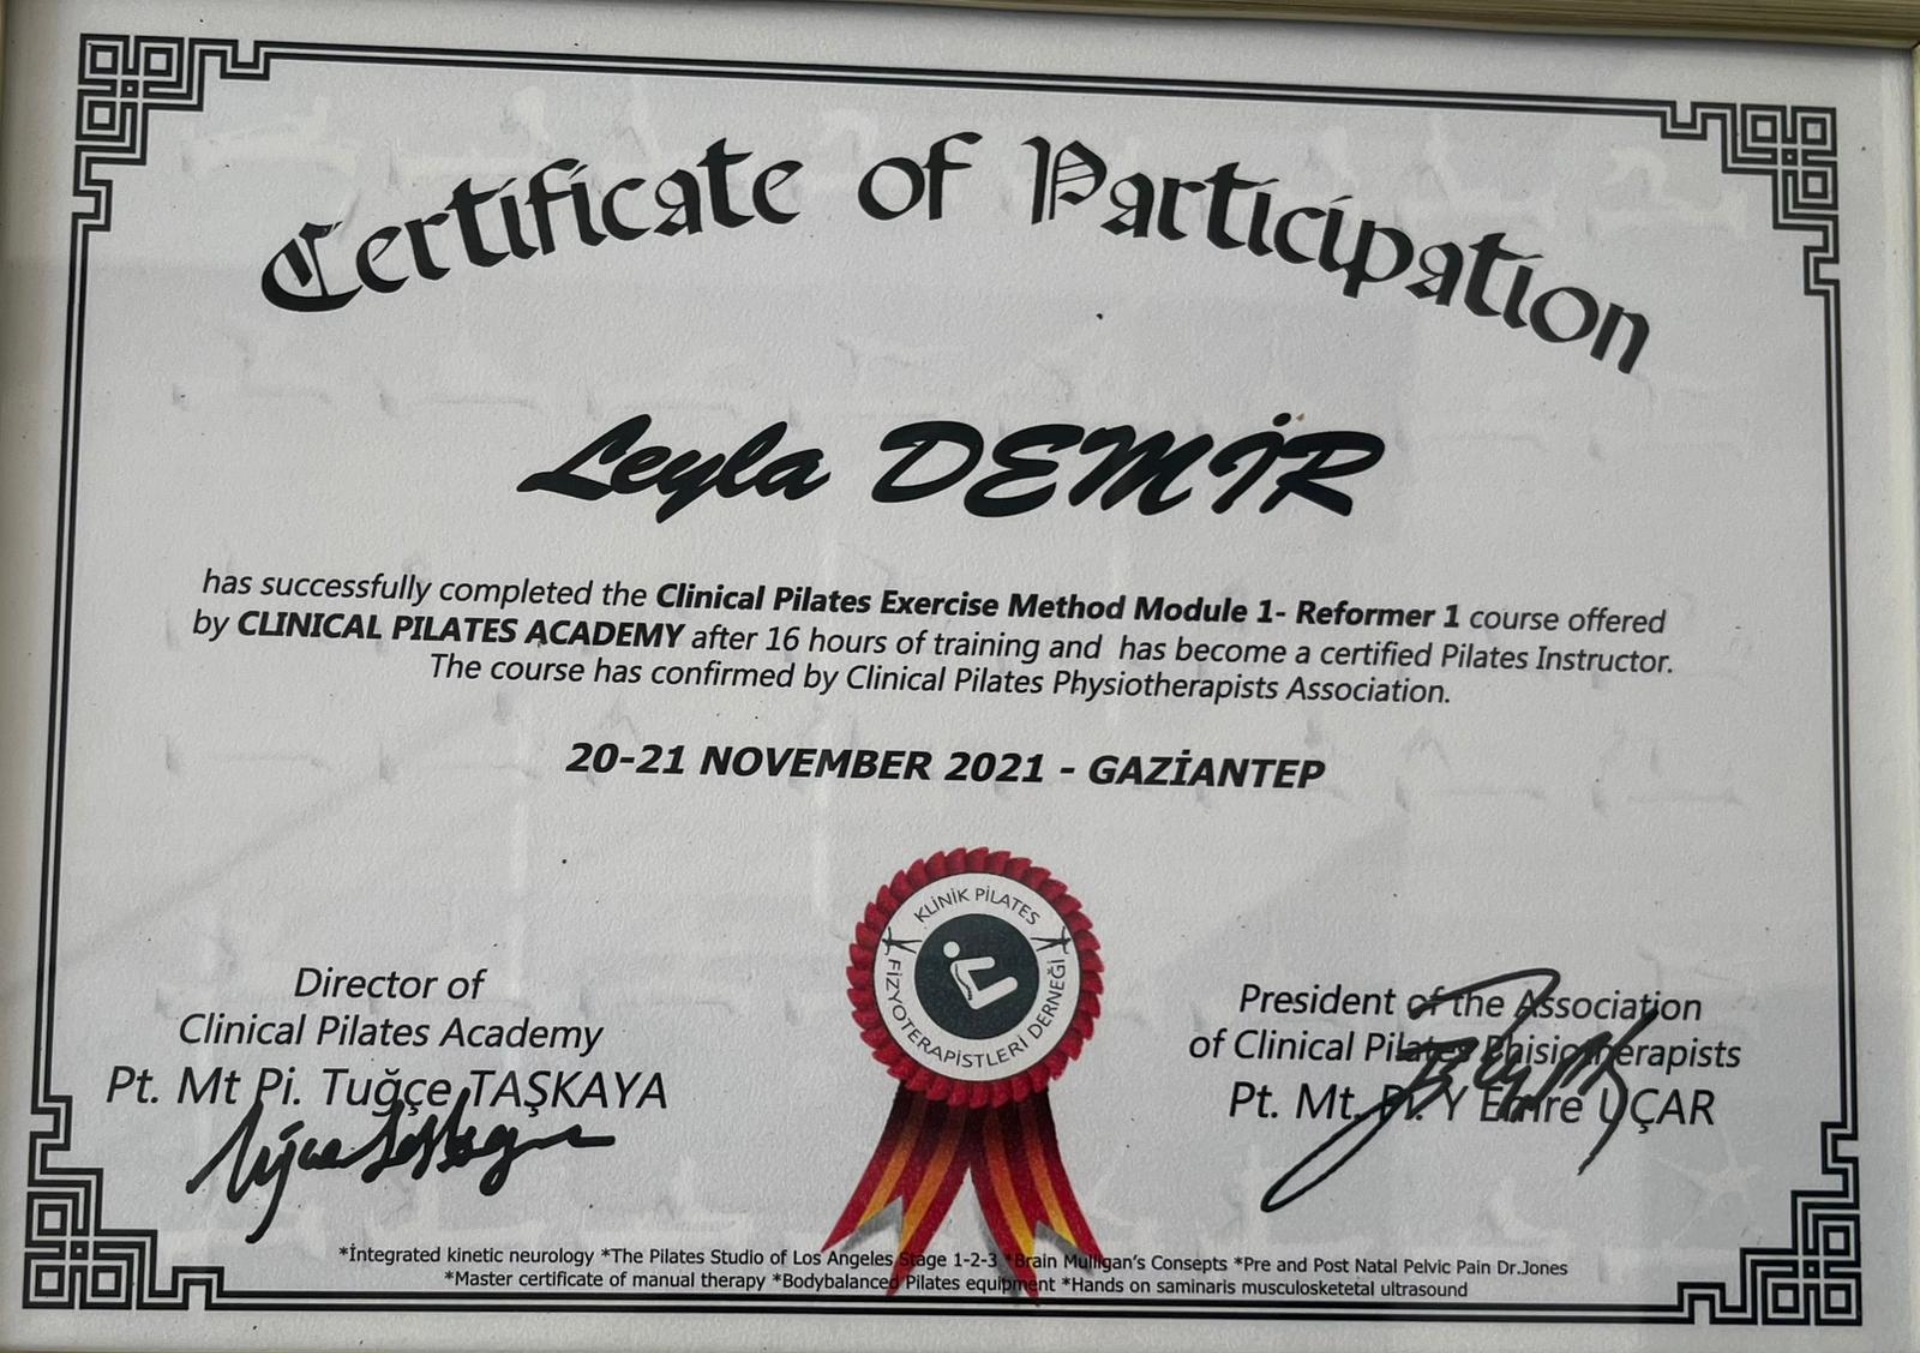 Certificate of Participation
Leyla DEMİR
has successfully completed the Clinical Pilates Exercise Method Module 1- Reformer 1 course offered
by CLINICAL PILATES ACADEMY after 16 hours of training and has become a certified Pilates Instructor.
The course has confirmed by Clinical Pilates Physiotherapists Association.
20-21 NOVEMBER 2021 - GAZİANTEP
KLİNİK PİLATES
FİZYOTERAPİSTLERİ DERNEĞİ
Director of
Clinical Pilates Academy
Pt. Mt Pi. Tuğçe TAŞKAYA
President of the Association
of Clinical Pilates Phisiotherapists
Pt. Mt. Pi. Y Emre UÇAR
*İntegrated kinetic neurology *The Pilates Studio of Los Angeles Stage 1-2-3 *Brain Mulligan's Consepts *Pre and Post Natal Pelvic Pain Dr.Jones
*Master certificate of manual therapy *Bodybalanced Pilates equipment *Hands on saminaris musculosketetal ultrasound